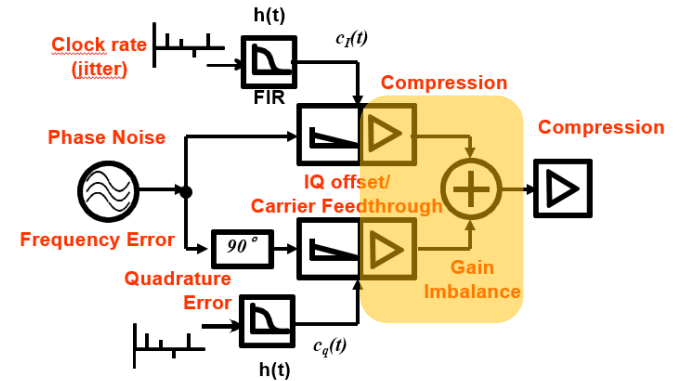 h(t)
Clock rate
(jitter)
c_I(t)
FIR
Compression
Phase Noise
Compression
IQ offset/
Carrier Feedthrough
Frequency Error
90°
Quadrature
Error
Gain
Imbalance
c_q(t)
h(t)